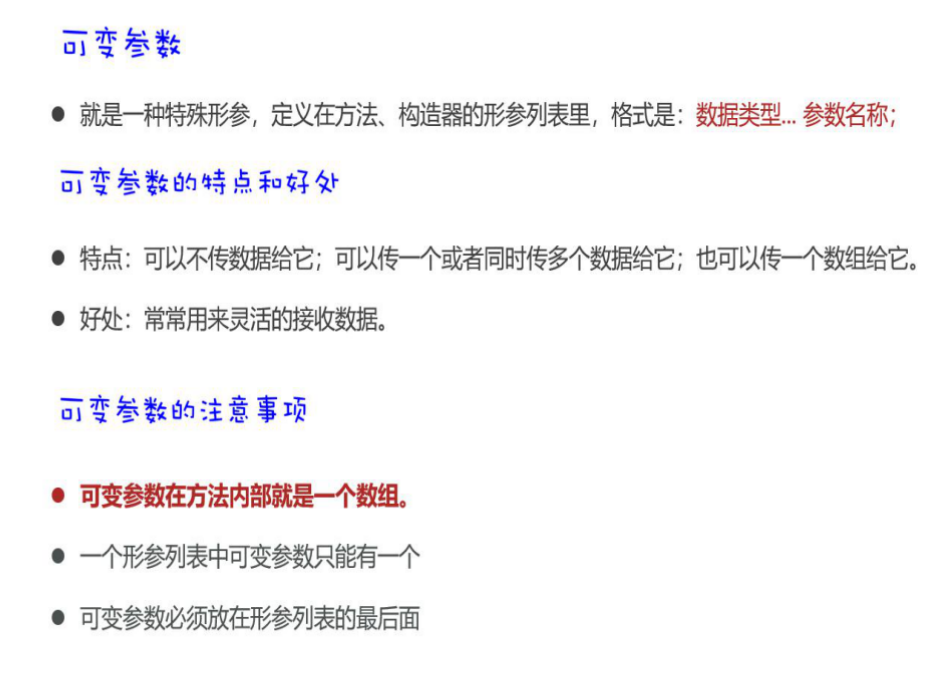 可变参数
● 就是一种特殊形参，定义在方法、构造器的形参列表里，格式是：数据类型... 参数名称；
可变参数的特点和好处
● 特点：可以不传数据给它；可以传一个或者同时传多个数据给它；也可以传一个数组给它。
● 好处：常常用来灵活的接收数据。
可变参数的注意事项
● 可变参数在方法内部就是一个数组。
● 一个形参列表中可变参数只能有一个
● 可变参数必须放在形参列表的最后面